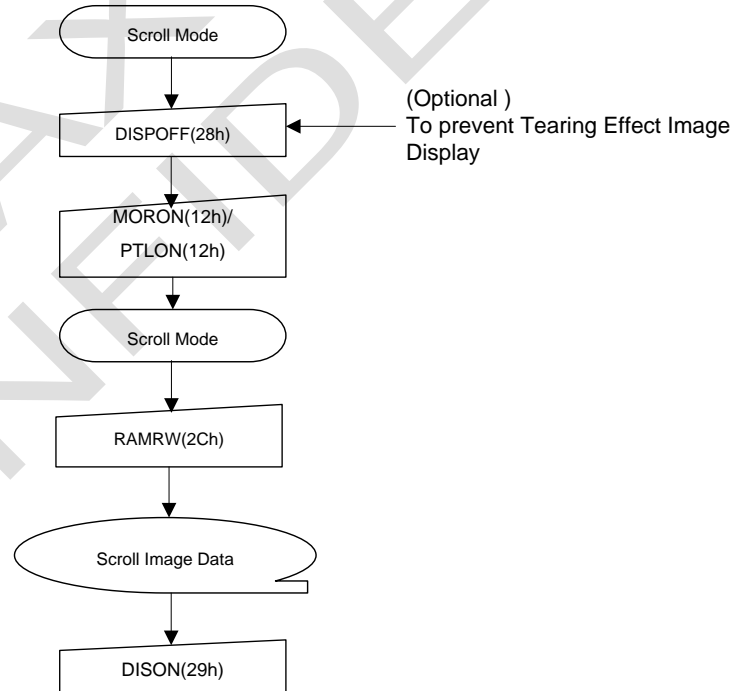 Scroll Mode
DISPOFF(28h)
(Optional )
To prevent Tearing Effect Image
Display
MORON(12h)/
PTLON(12h)
Scroll Mode
RAMRW(2Ch)
Scroll Image Data
DISON(29h)